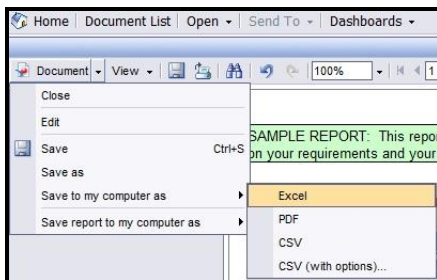 Home | Document List | Open | Send To | Dashboards
Document View 100% 1
Close
Edit
Save Ctrl+S
Save as
Save to my computer as
Save report to my computer as
SAMPLE REPORT: This repor
on your requirements and your
Excel
PDF
CSV
CSV (with options)...